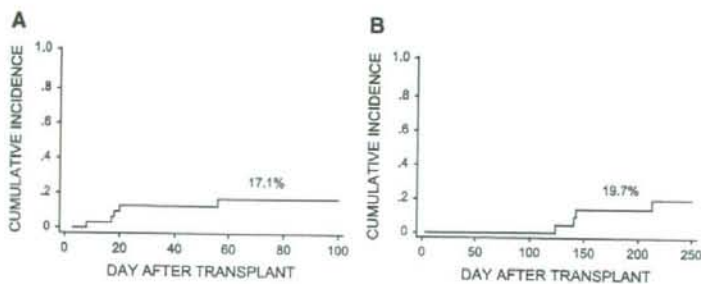 A
CUMULATIVE INCIDENCE
1.0
.8
.6
.4
.2
0
17.1%
0 20 40 60 80 100
DAY AFTER TRANSPLANT
B
CUMULATIVE INCIDENCE
1.0
.8
.6
.4
.2
0
19.7%
0 50 100 150 200 250
DAY AFTER TRANSPLANT